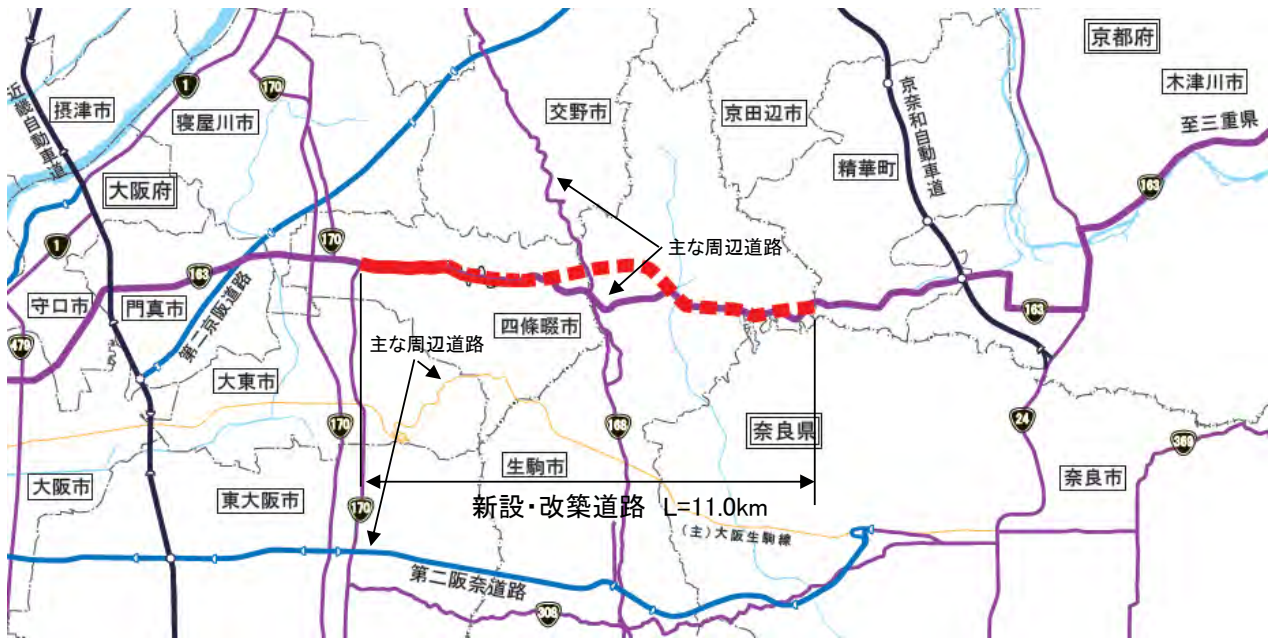 京都府
1
170
近畿自動車道
摂津市
寝屋川市
交野市
京田辺市
木津川市
至三重県
京奈和自動車道
精華町
大阪府
163
1
170
主な周辺道路
163
守口市
門真市
第二京阪道路
四條畷市
163
479
主な周辺道路
大東市
170
168
奈良県
24
369
大阪市
東大阪市
生駒市
奈良市
170
新設・改築道路 L=11.0km
(主)大阪生駒線
第二阪奈道路
308